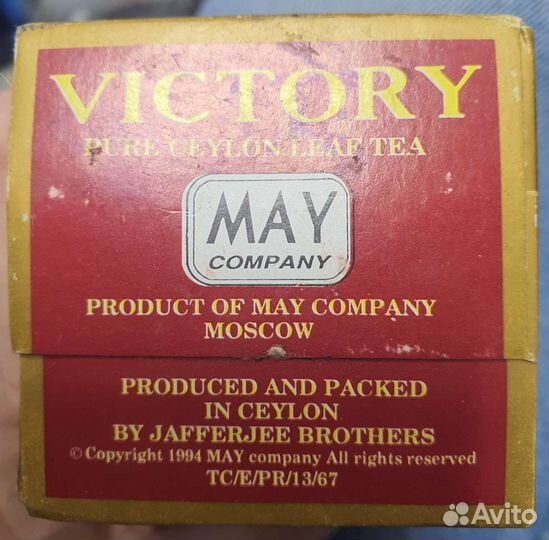 VICTORY
PURE CEYLON LEAF TEA
MAY
COMPANY
PRODUCT OF MAY COMPANY
MOSCOW
PRODUCED AND PACKED
IN CEYLON
BY JAFFERJEE BROTHERS
© Copyright 1994 MAY company All rights reserved
TC/E/PR/13/67
Avito